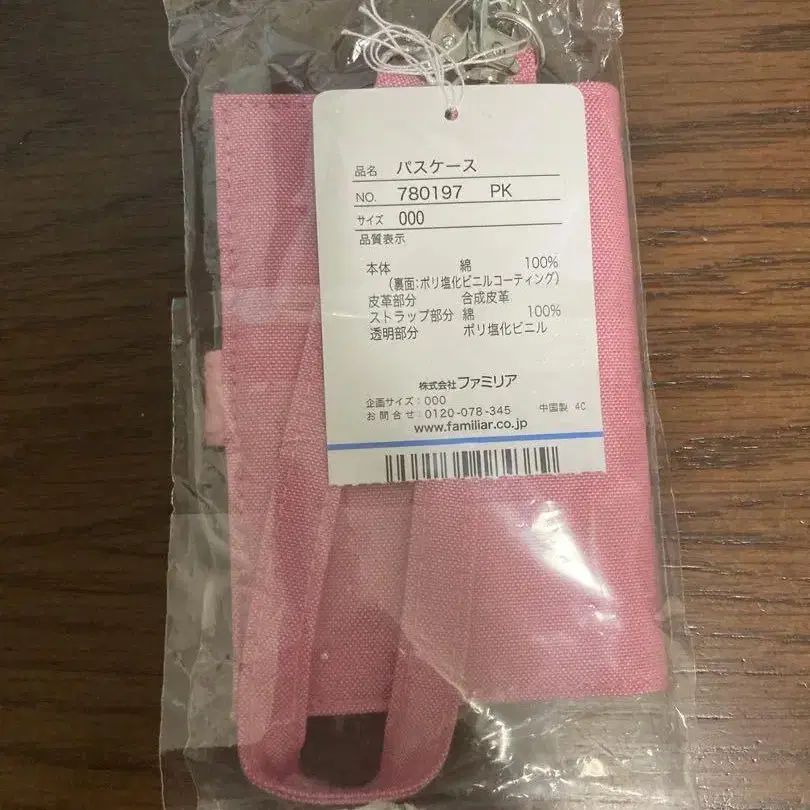 品名 パスケース
NO. 780197 PK
サイズ 000
品質表示
本体 綿 100%
(裏面:ポリ塩化ビニルコーティング)
皮革部分 合成皮革
ストラップ部分 綿 100%
透明部分 ポリ塩化ビニル
株式会社 ファミリア
企画サイズ:000
お問合せ:0120-078-345 中国製 4C
www.familiar.co.jp